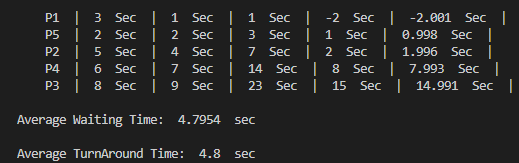 P1 | 3 Sec | 1 Sec | 1 Sec | -2 Sec | -2.001 Sec |
P5 | 2 Sec | 2 Sec | 3 Sec | 1 Sec | 0.998 Sec |
P2 | 5 Sec | 4 Sec | 7 Sec | 2 Sec | 1.996 Sec |
P4 | 6 Sec | 7 Sec | 14 Sec | 8 Sec | 7.993 Sec |
P3 | 8 Sec | 9 Sec | 23 Sec | 15 Sec | 14.991 Sec |
Average Waiting Time: 4.7954 sec
Average TurnAround Time: 4.8 sec